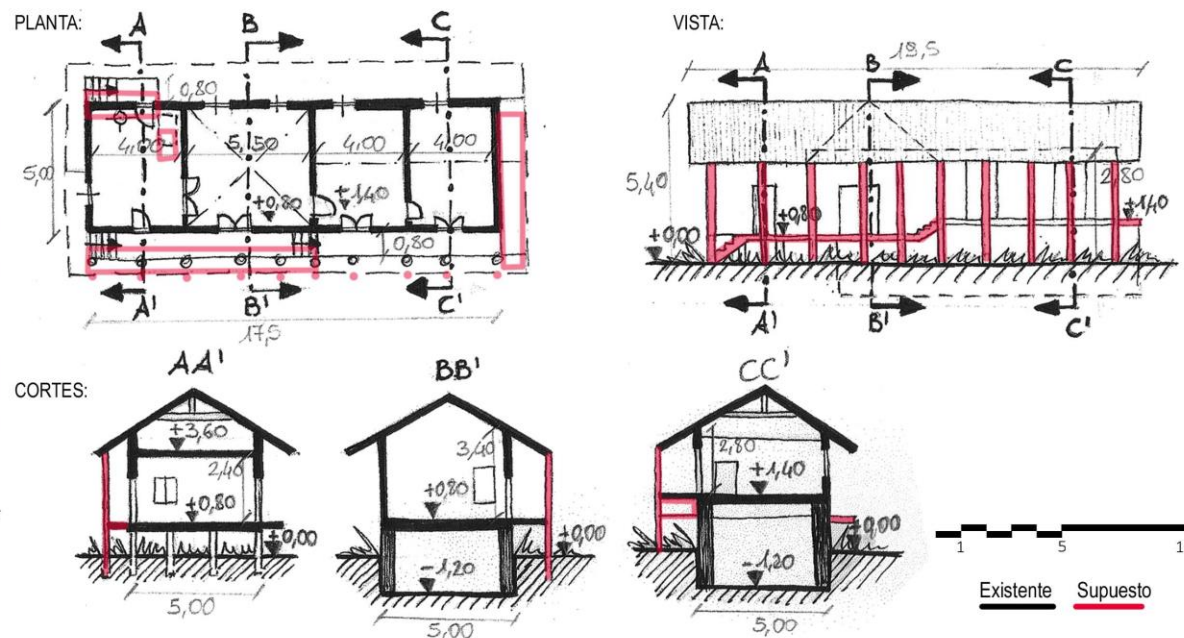 PLANTA:
A
B
C
0,80
5,00
4,00
5,50
4,00
4,00
+0,80
+1,40
0,80
A'
B'
C'
17,5
VISTA:
19,5
A
B
C
5,40
2,80
+0,80
+1,40
+0,00
A'
B'
C'
CORTES:
AA'
+3,60
2,40
+0,80
+0,00
5,00
BB'
3,40
+0,80
+0,00
-1,20
5,00
CC'
2,80
+1,40
+0,00
-1,20
5,00
1
5
1
Existente
Supuesto